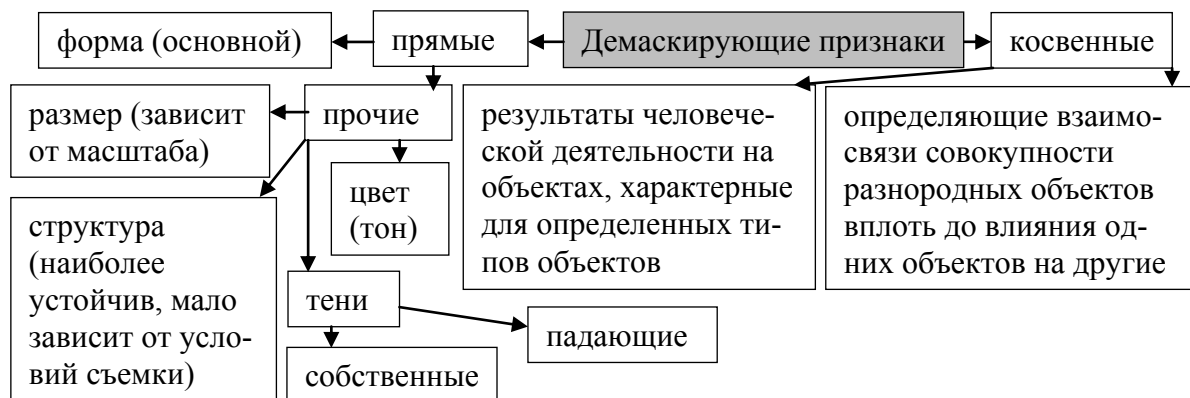 форма (основной)
прямые
Демаскирующие признаки
косвенные
размер (зависит
от масштаба)
прочие
цвет
(тон)
структура
(наиболее
устойчив, мало
зависит от усло-
вий съемки)
тени
собственные
падающие
результаты человече-
ской деятельности на
объектах, характерные
для определенных ти-
пов объектов
определяющие взаимо-
связи совокупности
разнородных объектов
вплоть до влияния од-
них объектов на другие